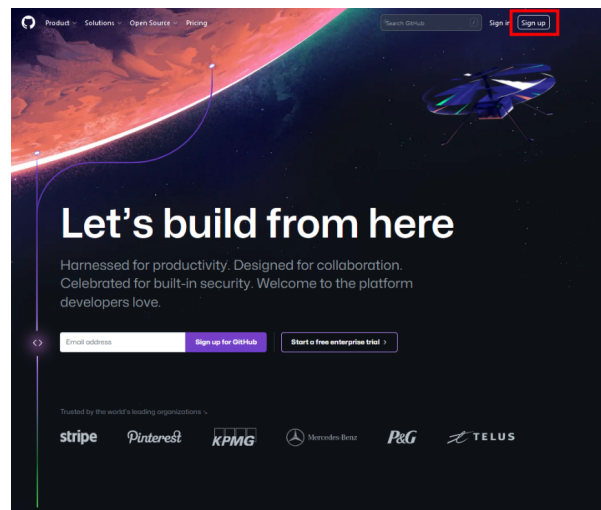 Product Solutions Open Source Pricing Search GitHub / Sign in Sign up
Let's build from here
Harnessed for productivity. Designed for collaboration.
Celebrated for built-in security. Welcome to the platform
developers love.
Email address Sign up for GitHub Start a free enterprise trial >
Trusted by the world's leading organizations
stripe Pinterest KPMG Mercedes-Benz P&G TELUS